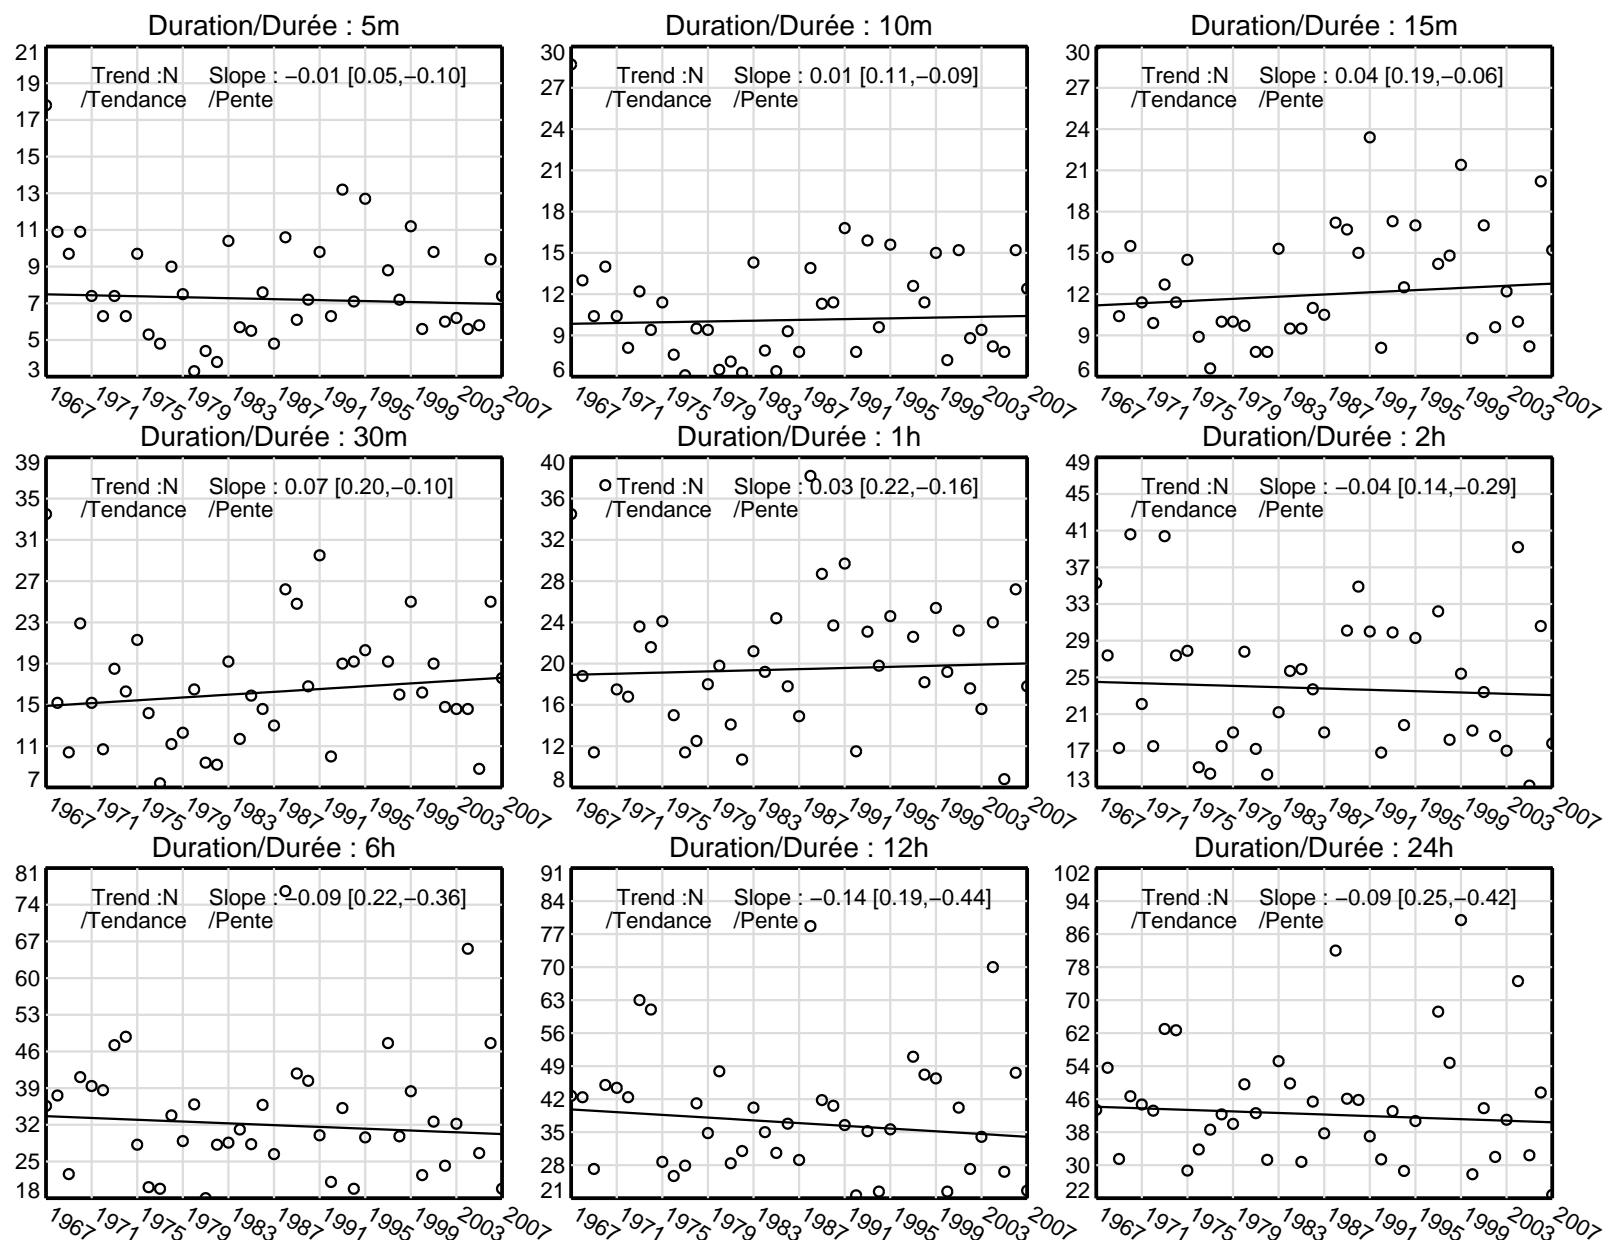 Duration/Durée : 5m
Trend :N Slope : −0.01 [0.05,−0.10]
/Tendance /Pente
21
19
17
15
13
11
9
7
5
3
1967 1971 1975 1979 1983 1987 1991 1995 1999 2003 2007
Duration/Durée : 10m
Trend :N Slope : 0.01 [0.11,−0.09]
/Tendance /Pente
30
27
24
21
18
15
12
9
6
1967 1971 1975 1979 1983 1987 1991 1995 1999 2003 2007
Duration/Durée : 15m
Trend :N Slope : 0.04 [0.19,−0.06]
/Tendance /Pente
30
27
24
21
18
15
12
9
6
1967 1971 1975 1979 1983 1987 1991 1995 1999 2003 2007
Duration/Durée : 30m
Trend :N Slope : 0.07 [0.20,−0.10]
/Tendance /Pente
39
35
31
27
23
19
15
11
7
1967 1971 1975 1979 1983 1987 1991 1995 1999 2003 2007
Duration/Durée : 1h
Trend :N Slope : 0.03 [0.22,−0.16]
/Tendance /Pente
40
36
32
28
24
20
16
12
8
1967 1971 1975 1979 1983 1987 1991 1995 1999 2003 2007
Duration/Durée : 2h
Trend :N Slope : −0.04 [0.14,−0.29]
/Tendance /Pente
49
45
41
37
33
29
25
21
17
13
1967 1971 1975 1979 1983 1987 1991 1995 1999 2003 2007
Duration/Durée : 6h
Trend :N Slope : −0.09 [0.22,−0.36]
/Tendance /Pente
81
74
67
60
53
46
39
32
25
18
1967 1971 1975 1979 1983 1987 1991 1995 1999 2003 2007
Duration/Durée : 12h
Trend :N Slope : −0.14 [0.19,−0.44]
/Tendance /Pente
91
84
77
70
63
56
49
42
35
28
21
1967 1971 1975 1979 1983 1987 1991 1995 1999 2003 2007
Duration/Durée : 24h
Trend :N Slope : −0.09 [0.25,−0.42]
/Tendance /Pente
102
94
86
78
70
62
54
46
38
30
22
1967 1971 1975 1979 1983 1987 1991 1995 1999 2003 2007